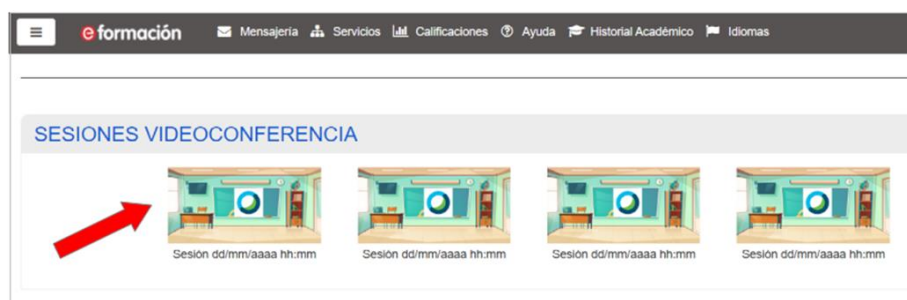 eformación Mensajería Servicios Calificaciones Ayuda Historial Académico Idiomas
SESIONES VIDEOCONFERENCIA
Sesión dd/mm/aaaa hh:mm Sesión dd/mm/aaaa hh:mm Sesión dd/mm/aaaa hh:mm Sesión dd/mm/aaaa hh:mm